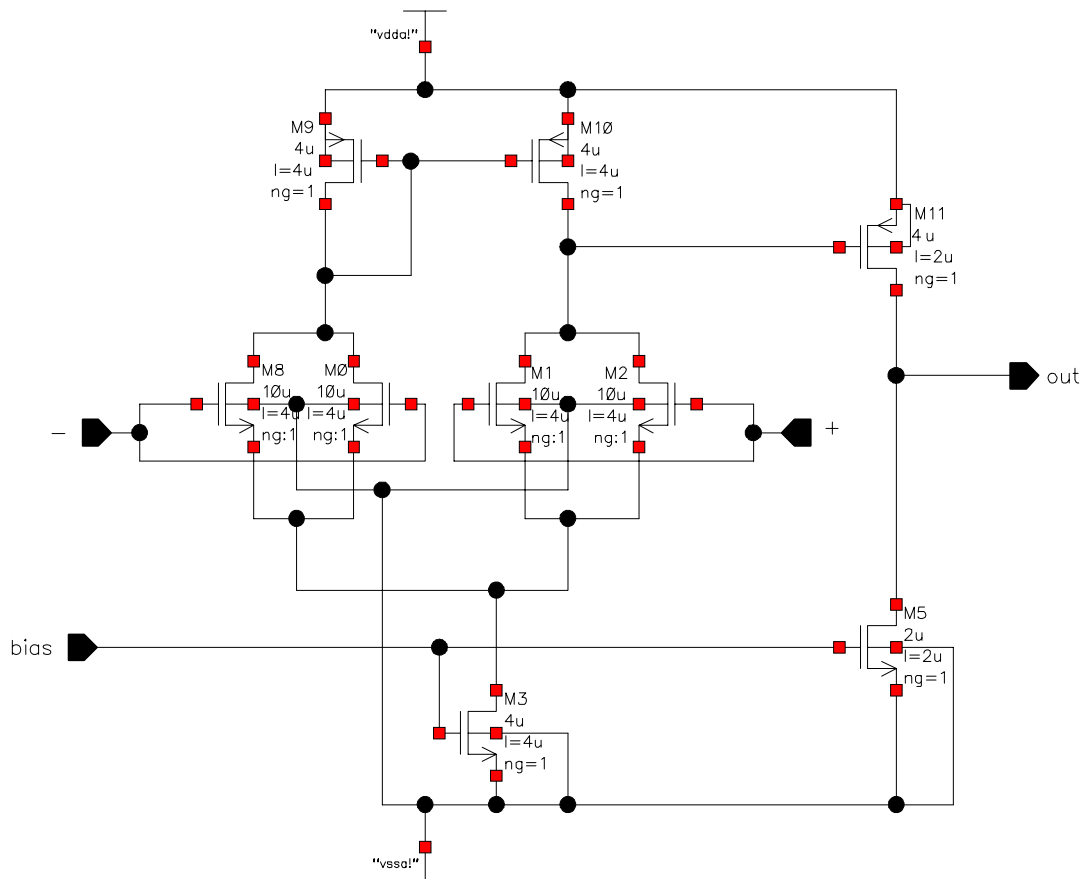 "vdda!"
M9
4u
l=4u
ng=1
M10
4u
l=4u
ng=1
M11
4u
l=2u
ng=1
M8
10u
l=4u
ng:1
M0
10u
l=4u
ng:1
M1
10u
l=4u
ng:1
M2
10u
l=4u
ng:1
-
+
out
bias
M5
2u
l=2u
ng=1
M3
4u
l=4u
ng=1
"vssa!"